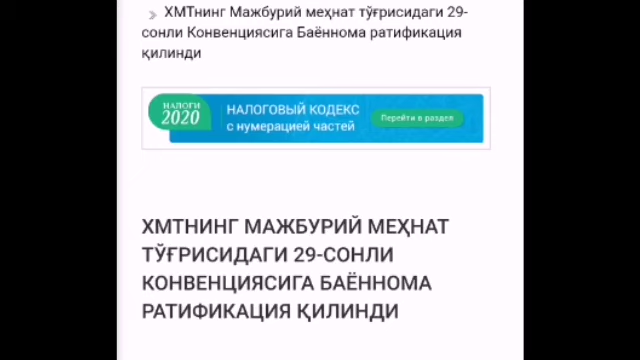 ХМТнинг Мажбурий меҳнат тўғрисидаги 29-
сонли Конвенциясига Баённома ратификация
қилинди
НАЛОГИ
2020
НАЛОГОВЫЙ КОДЕКС
с нумерацией частей
Перейти в раздел
ХМТНИНГ МАЖБУРИЙ МЕҲНАТ
ТЎҒРИСИДАГИ 29-СОНЛИ
КОНВЕНЦИЯСИГА БАЁННОМА
РАТИФИКАЦИЯ ҚИЛИНДИ